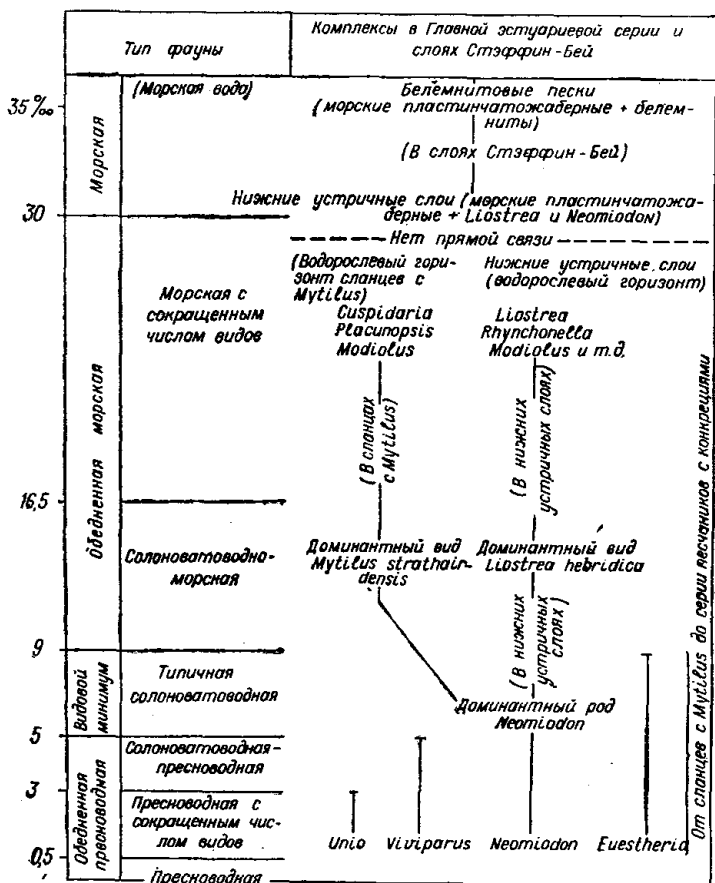 Тип фауны
Комплексы в Главной эстуариевой серии и
слоях Стэффин-Бей
35‰
30
16,5
9
5
3
0,5
Морская
Обедненная морская
Видовой
минимум
Обедненная
првоноводная
(Морская вода)
Морская с
сокращенным
числом видов
Солоноватоводно-
морская
Типичная
солоноватоводная
Солоноватоводная-
пресноводная
Пресноводная с
сокращенным чис-
лом видов
Пресноводная
Белемнитовые пески
(морские пластинчатожаберные + белем-
ниты)
(В слоях Стэффин-Бей)
Нижние устричные слои (морские пластинчатожа-
берные + Liostrea и Neomiodon)
Нет прямой связи
(Водорослевый гори-
зонт сланцев с
Mytilus)
Cuspidaria
Placunopsis
Modiolus
(В сланцах
с Mytilus)
Доминантный вид
Mytilus strathair-
densis
Нижние устричные слои
(водорослевый горизонт)
Liostrea
Rhynchonella
Modiolus и т.д.
(В нижних
устричных слоях)
Доминантный вид
Liostrea hebridica
(В нижних
устричных слоях)
Доминантный род
Neomiodon
Unio
Viviparus
Neomiodon
Euestheria
От сланцев с Mytilus до серии песчаников с конкрециями